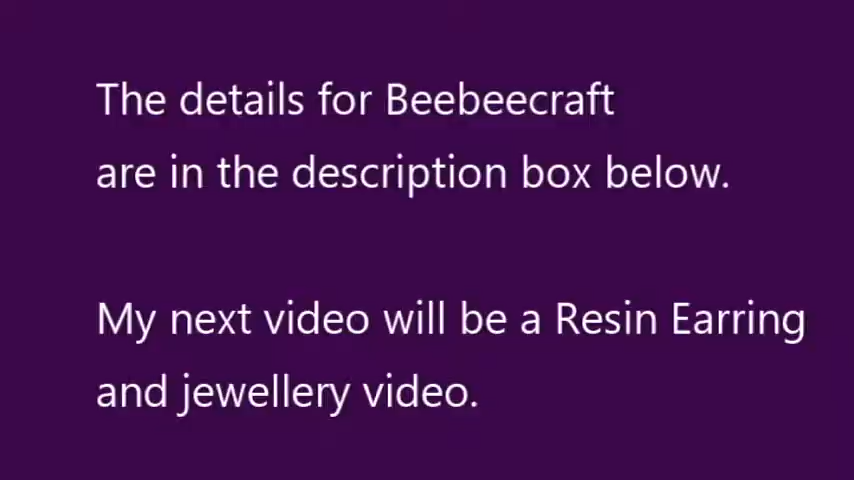 The details for Beebeecraft
are in the description box below.
My next video will be a Resin Earring
and jewellery video.